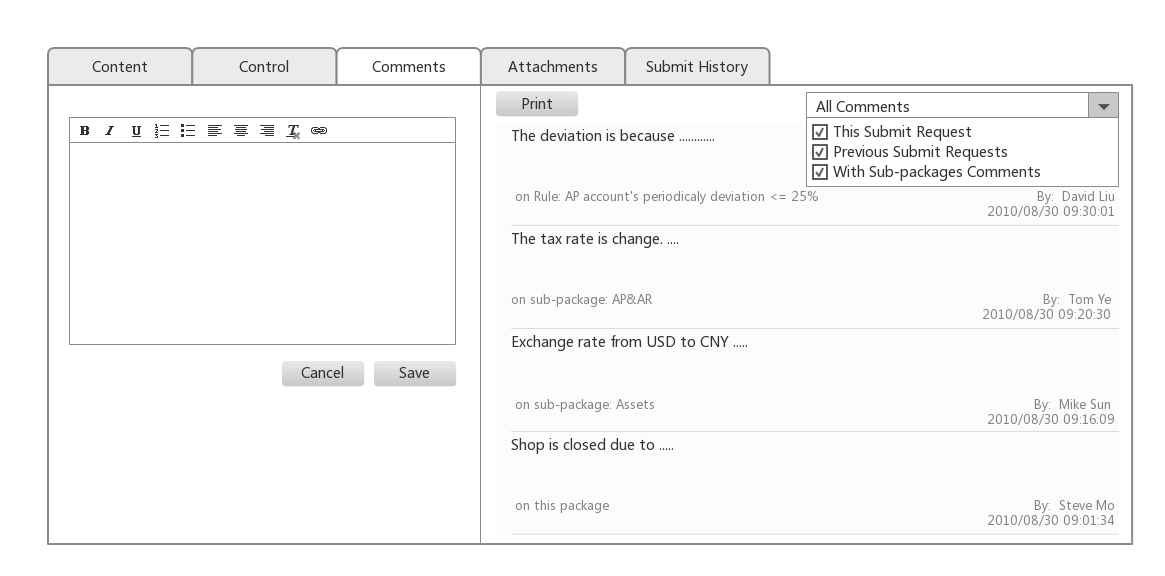 Content Control Comments Attachments Submit History
B I U
Cancel Save
Print
All Comments
This Submit Request
Previous Submit Requests
With Sub-packages Comments
The deviation is because ............
on Rule: AP account's periodicaly deviation <= 25% By: David Liu
2010/08/30 09:30:01
The tax rate is change. ....
on sub-package: AP&AR By: Tom Ye
2010/08/30 09:20:30
Exchange rate from USD to CNY .....
on sub-package: Assets By: Mike Sun
2010/08/30 09:16:09
Shop is closed due to .....
on this package By: Steve Mo
2010/08/30 09:01:34